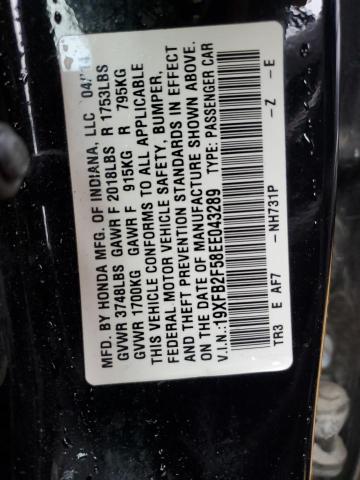 MFD. BY HONDA MFG. OF INDIANA, LLC 04/14
GVWR 3748LBS GAWR F 2018LBS R 1753LBS
GVWR 1700KG GAWR F 915KG R 795KG
THIS VEHICLE CONFORMS TO ALL APPLICABLE
FEDERAL MOTOR VEHICLE SAFETY, BUMPER,
AND THEFT PREVENTION STANDARDS IN EFFECT
ON THE DATE OF MANUFACTURE SHOWN ABOVE.
V.I.N.:19XFB2F58EE043289 TYPE: PASSENGER CAR
TR3 E AF7 -NH731P -Z -E